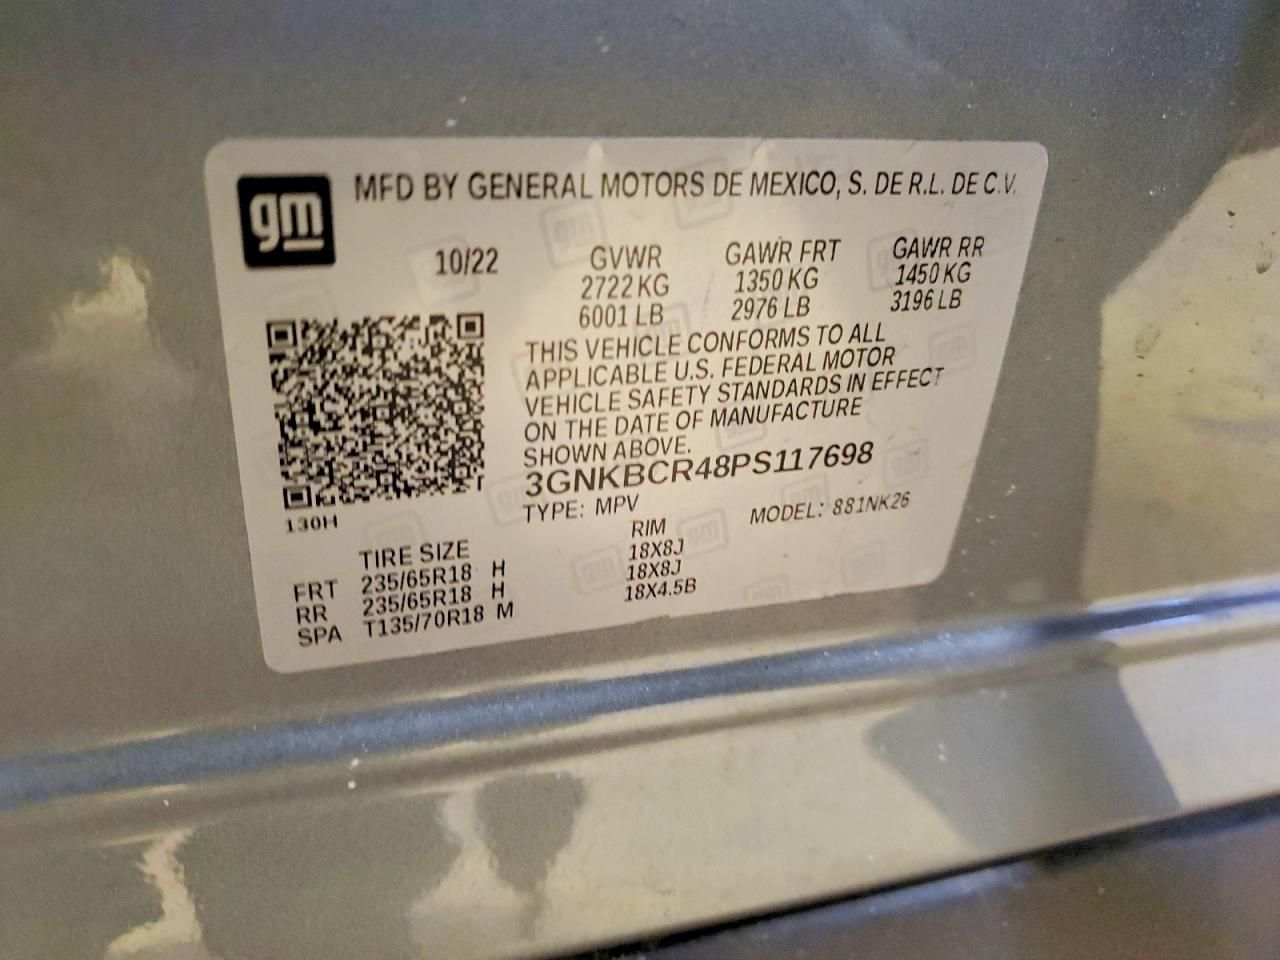 gm
MFD BY GENERAL MOTORS DE MEXICO, S. DE R.L. DE C.V.
10/22 GVWR GAWR FRT GAWR RR
2722 KG 1350 KG 1450 KG
6001 LB 2976 LB 3196 LB
THIS VEHICLE CONFORMS TO ALL
APPLICABLE U.S. FEDERAL MOTOR
VEHICLE SAFETY STANDARDS IN EFFECT
ON THE DATE OF MANUFACTURE
SHOWN ABOVE.
3GNKBCR48PS117698
TYPE: MPV MODEL: 881NK26
130H
TIRE SIZE RIM
FRT 235/65R18 H 18X8J
RR 235/65R18 H 18X8J
SPA T135/70R18 M 18X4.5B